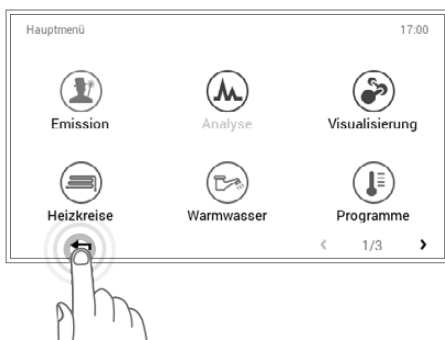 Hauptmenü 17:00
Emission Analyse Visualisierung
Heizkreise Warmwasser Programme
1/3